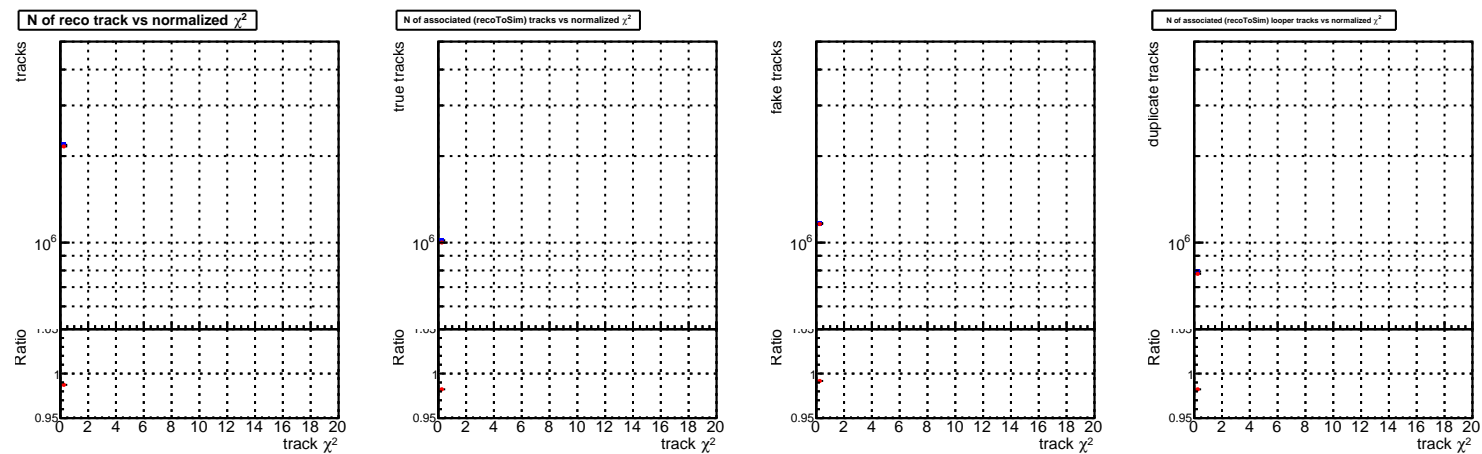 N of reco track vs normalized χ²
tracks
10⁶
Ratio
1
0.95
0 2 4 6 8 10 12 14 16 18 20
track χ²
N of associated (recoToSim) tracks vs normalized χ²
true tracks
10⁶
Ratio
1
0.95
0 2 4 6 8 10 12 14 16 18 20
track χ²
fake tracks
10⁶
Ratio
1
0.95
0 2 4 6 8 10 12 14 16 18 20
track χ²
N of associated (recoToSim) looper tracks vs normalized χ²
duplicate tracks
10⁶
Ratio
1
0.95
0 2 4 6 8 10 12 14 16 18 20
track χ²